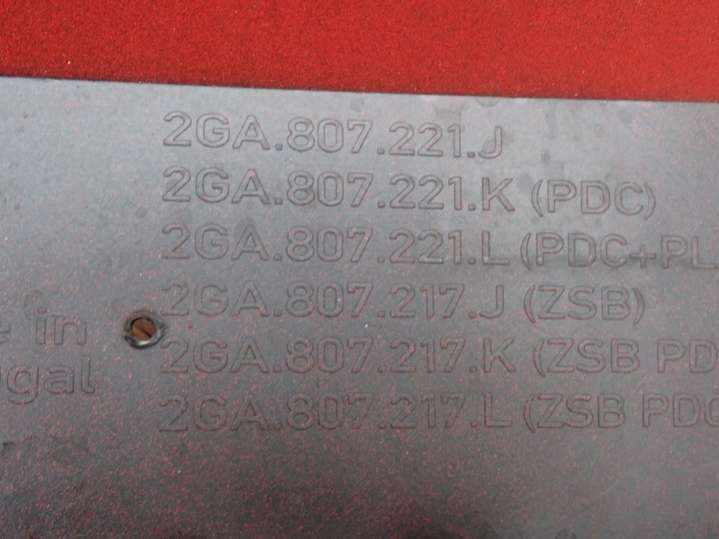 2GA.807.221.J
2GA.807.221.K (PDC)
2GA.807.221.L (PDC+PL
2GA.807.217.J (ZSB)
2GA.807.217.K (ZSB PD
2GA.807.217.L (ZSB PDC
in
gal